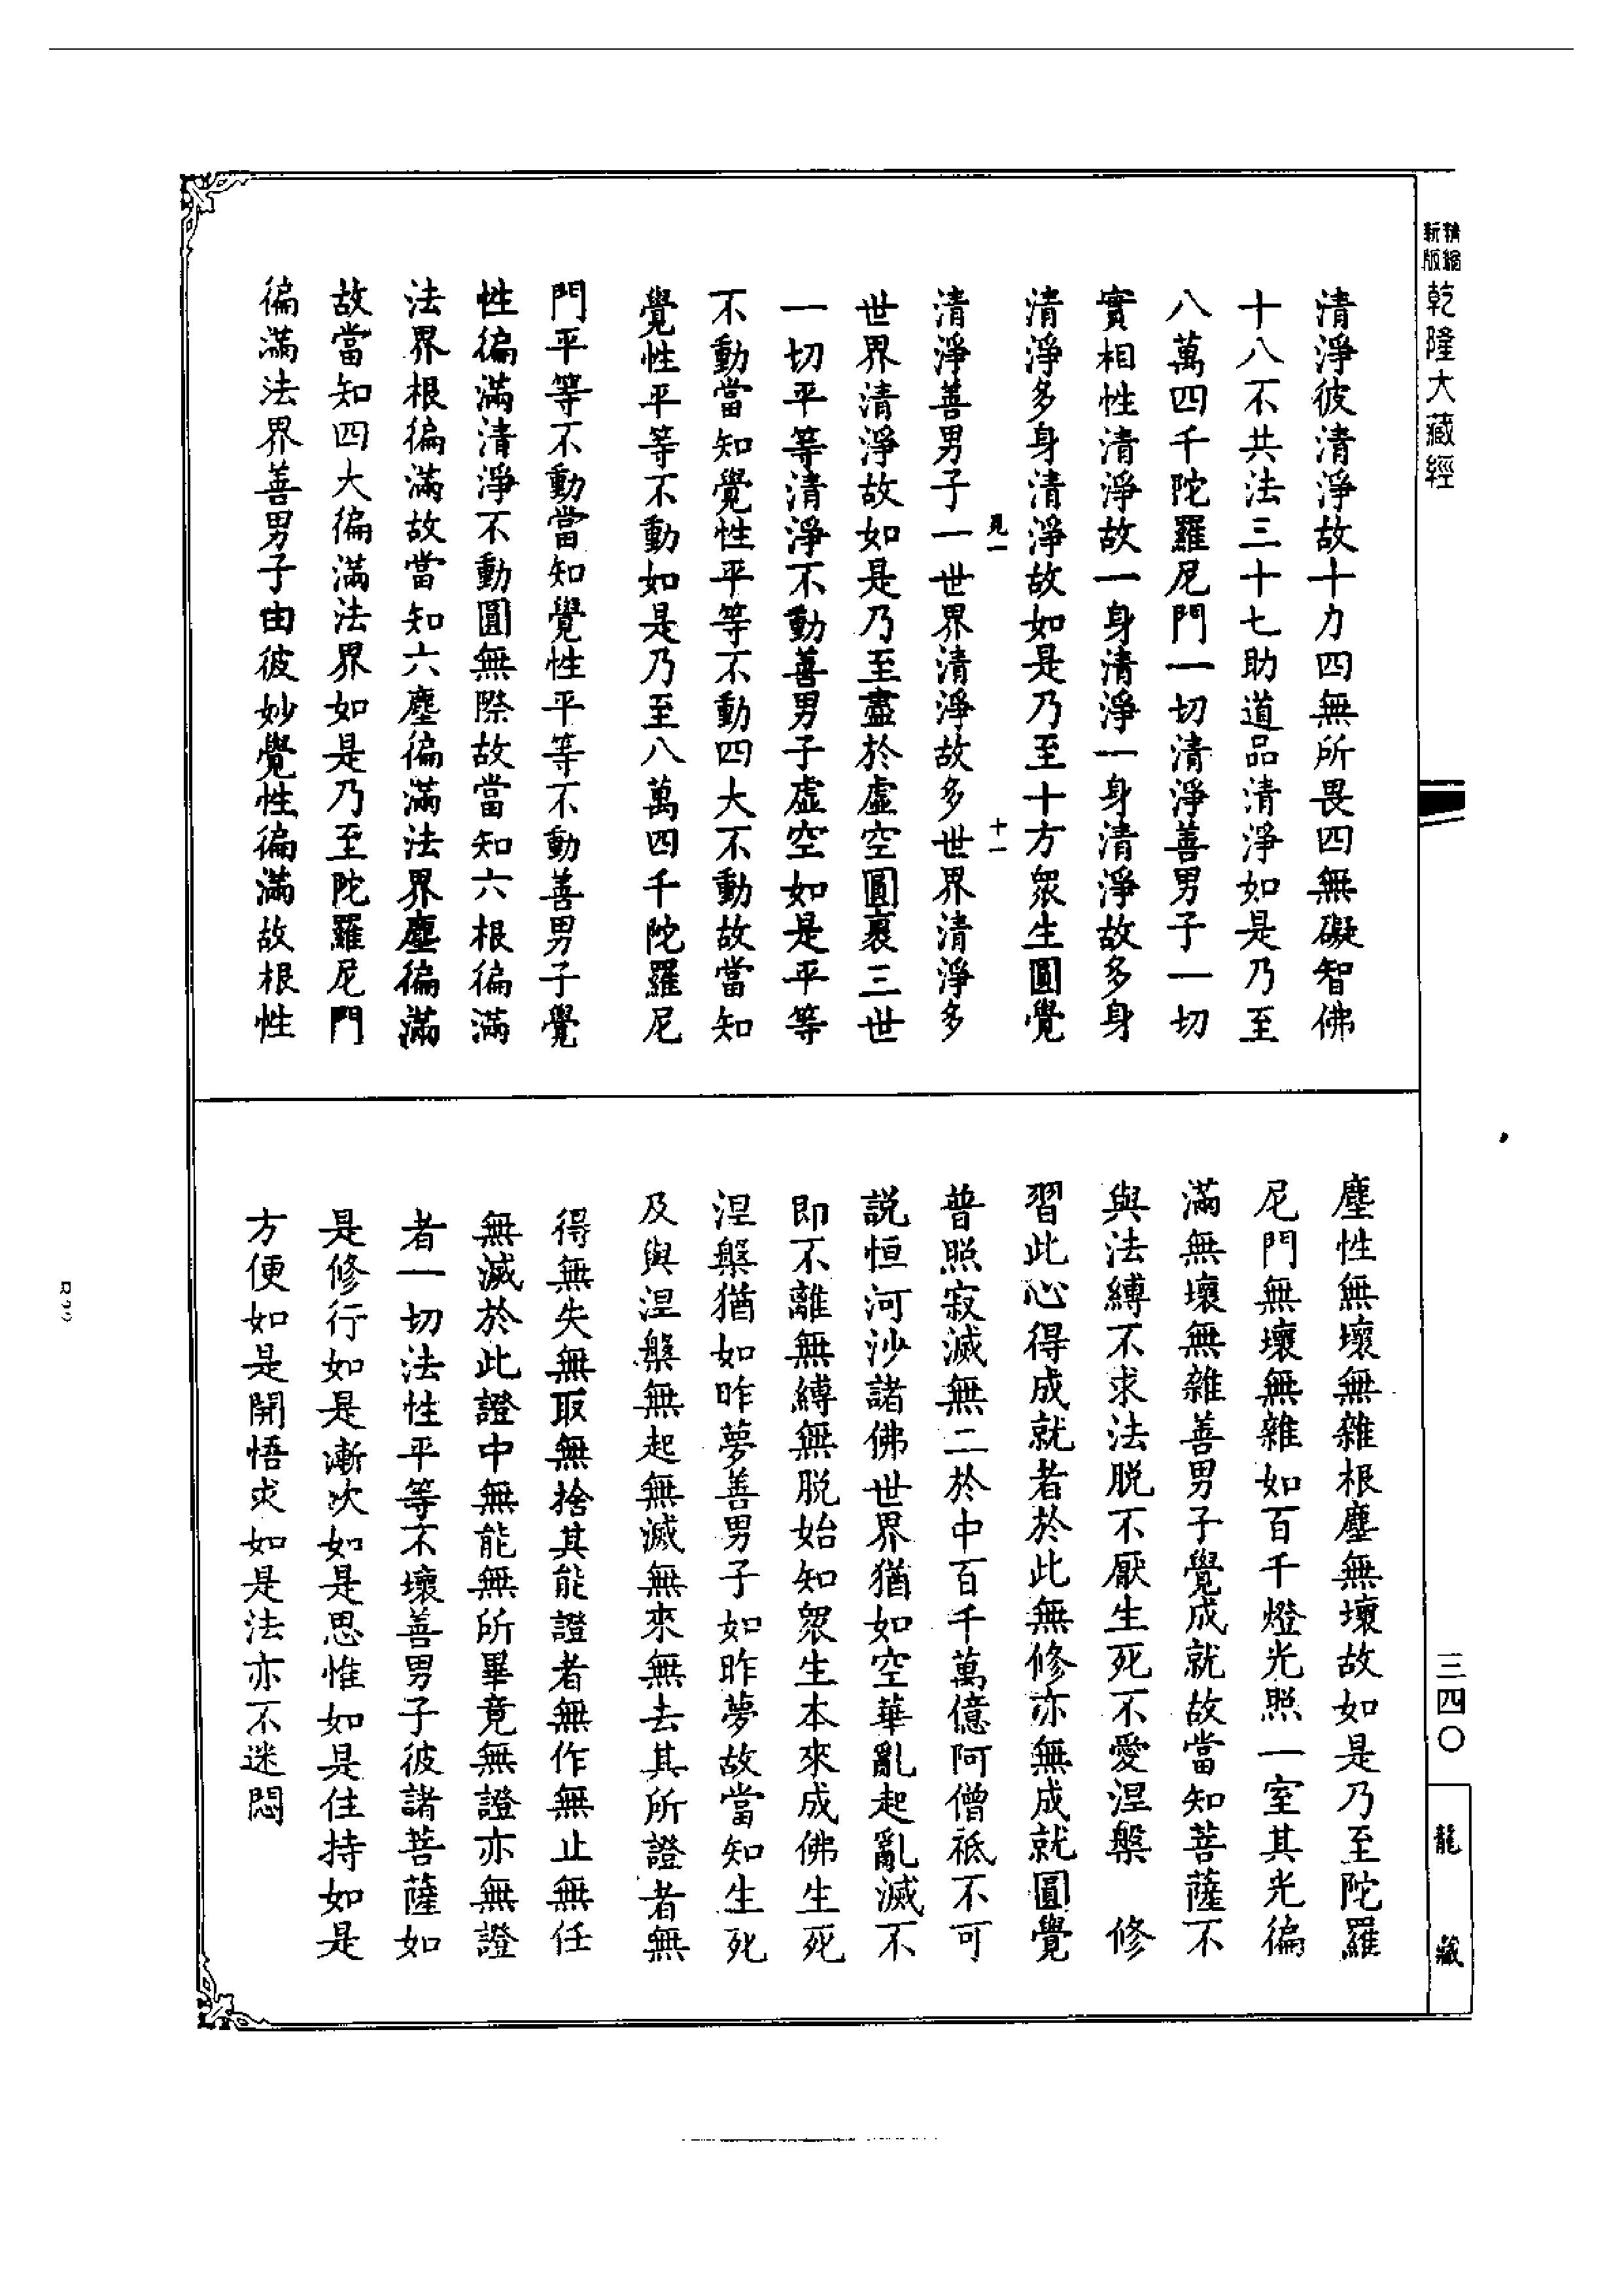 精縮
新版
乾隆大藏經
清淨彼清淨故十力四無所畏四無礙智佛
十八不共法三十七助道品清淨如是乃至
八萬四千陀羅尼門一切清淨善男子一切
實相性清淨故一身清淨一身清淨故多身
清淨多身清淨故如是乃至十方眾生圓覺
清淨善男子一世界清淨故多世界清淨多
世界清淨故如是乃至盡於虛空圓裹三世
一切平等清淨不動善男子虛空如是平等
不動當知覺性平等不動四大不動故當知
覺性平等不動如是乃至八萬四千陀羅尼
門平等不動當知覺性平等不動善男子覺
性徧滿清淨不動圓無際故當知六根徧滿
法界根徧滿故當知六塵徧滿法界塵徧滿
故當知四大徧滿法界如是乃至陀羅尼門
徧滿法界善男子由彼妙覺性徧滿故根性
塵性無壞無雜根塵無壞故如是乃至陀羅
尼門無壞無雜如百千燈光照一室其光徧
滿無壞無雜善男子覺成就故當知菩薩不
與法縛不求法脫不厭生死不愛涅槃 修
習此心得成就者於此無修亦無成就圓覺
普照寂滅無二於中百千萬億阿僧祇不可
說恒河沙諸佛世界猶如空華亂起亂滅不
即不離無縛無脫始知眾生本來成佛生死
涅槃猶如昨夢善男子如昨夢故當知生死
及與涅槃無起無滅無來無去其所證者無
得無失無取無捨其能證者無作無止無任
無滅於此證中無能無所畢竟無證亦無證
者一切法性平等不壞善男子彼諸菩薩如
是修行如是漸次如是思惟如是住持如是
方便如是開悟求如是法亦不迷悶
三四〇
龍藏